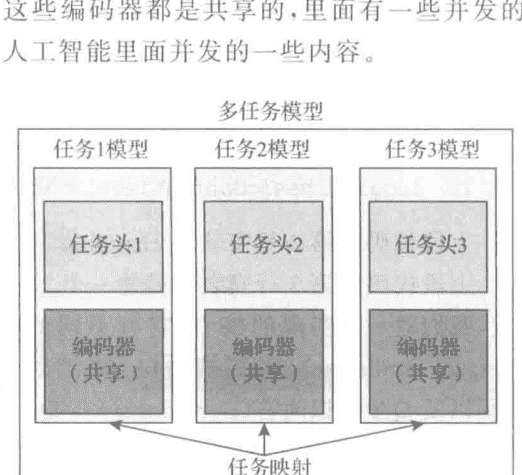 这些编码器都是共享的,里面有一些并发的
人工智能里面并发的一些内容。
多任务模型
任务1模型 任务2模型 任务3模型
任务头1 任务头2 任务头3
编码器 编码器 编码器
(共享) (共享) (共享)
任务映射